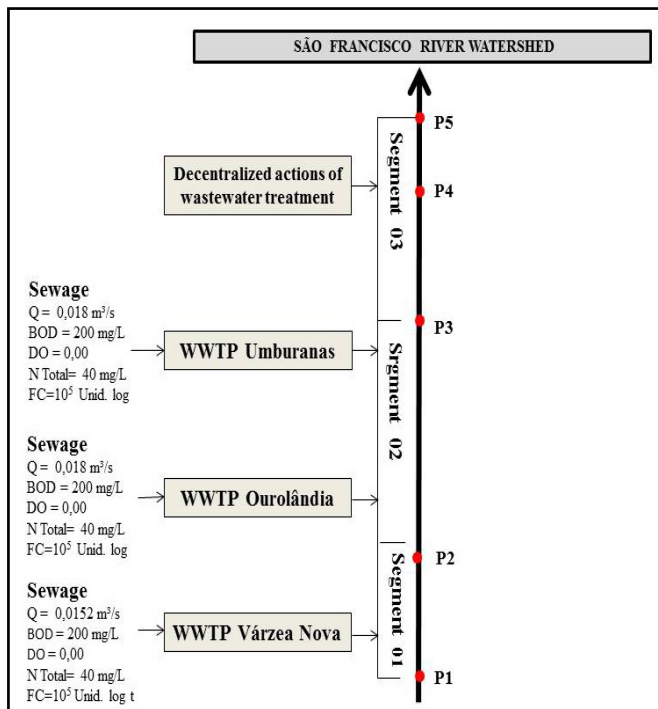 SÃO FRANCISCO RIVER WATERSHED
P5
Decentralized actions of
wastewater treatment
P4
Segment 03
Sewage
Q = 0,018 m³/s
BOD = 200 mg/L
DO = 0,00
N Total= 40 mg/L
FC=10⁵ Unid. log
WWTP Umburanas
P3
Srgment 02
Sewage
Q = 0,018 m³/s
BOD = 200 mg/L
DO = 0,00
N Total= 40 mg/L
FC=10⁵ Unid. log
WWTP Ourolândia
P2
Segment 01
Sewage
Q = 0,0152 m³/s
BOD = 200 mg/L
DO = 0,00
N Total= 40 mg/L
FC=10⁵ Unid. log t
WWTP Várzea Nova
P1